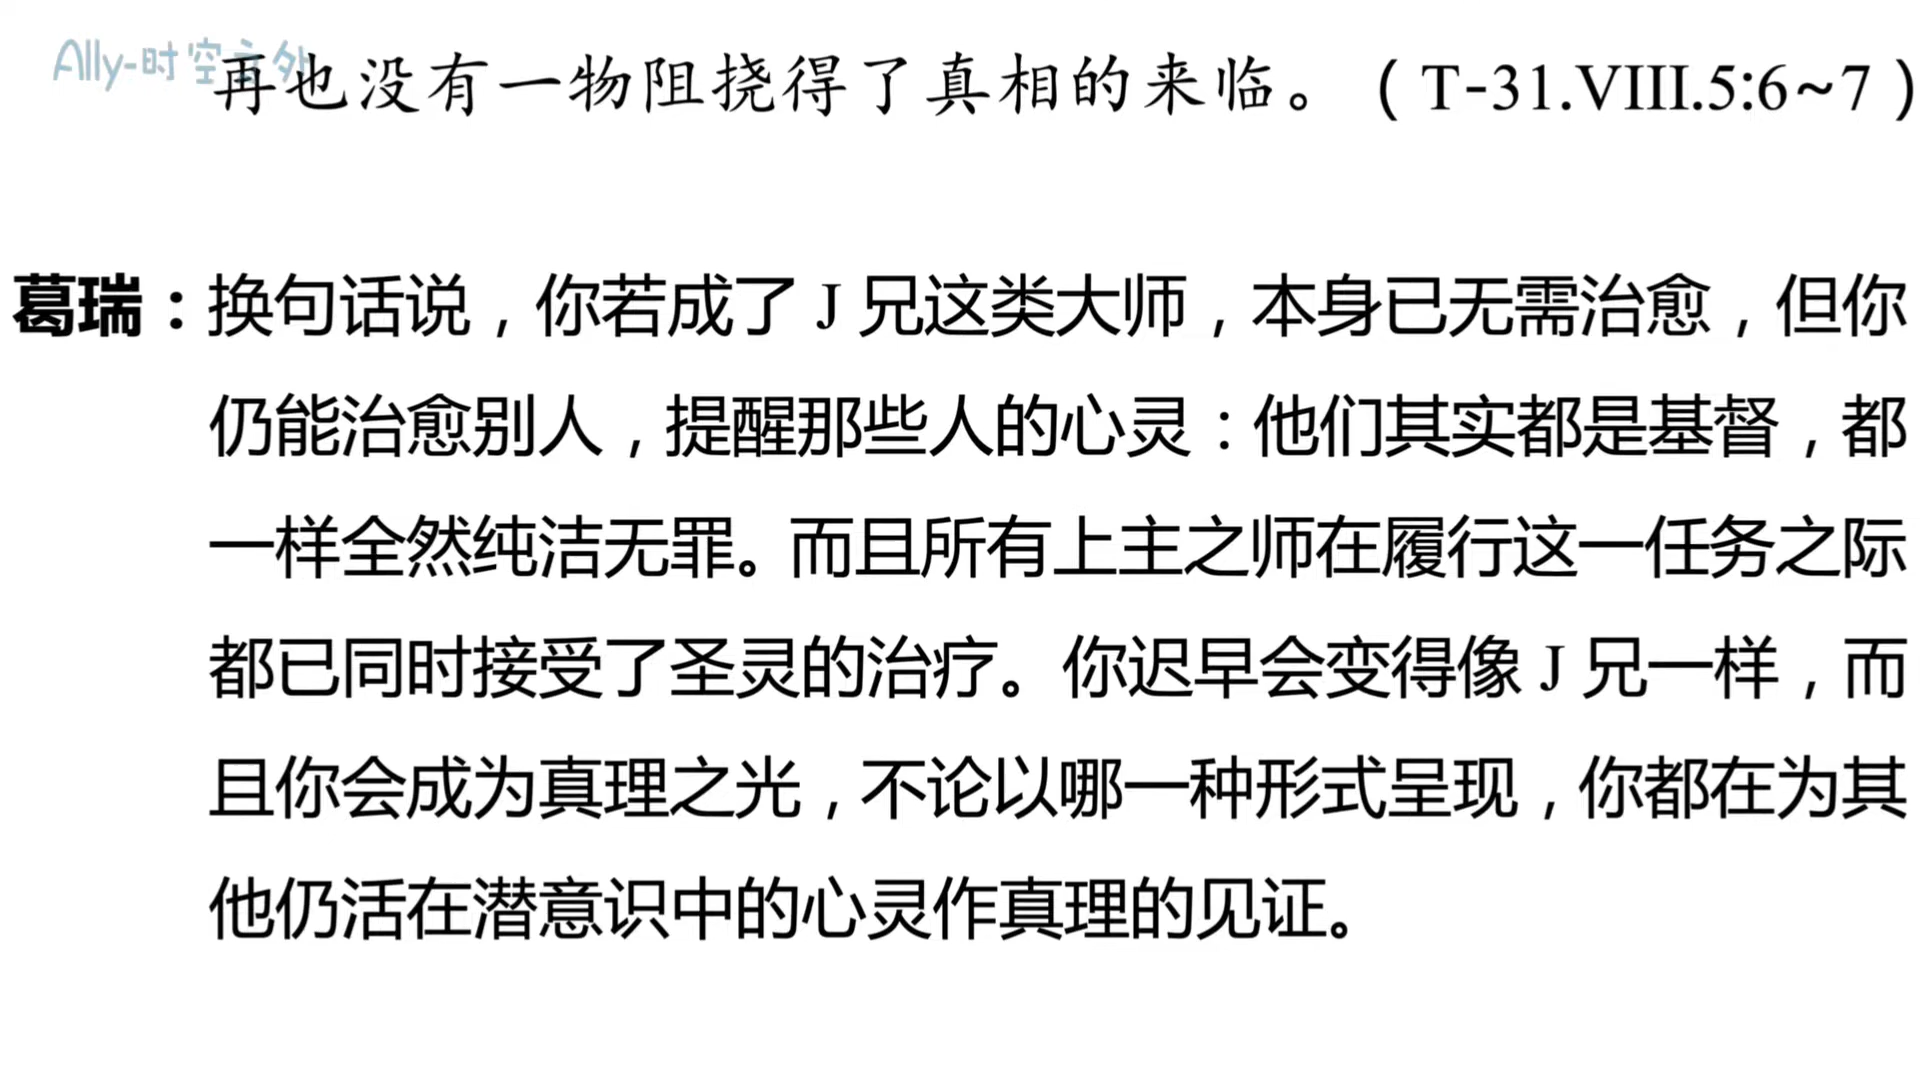 Ally-时空之外
再也没有一物阻挠得了真相的来临。（T-31.VIII.5:6~7）
葛瑞：换句话说，你若成了 J 兄这类大师，本身已无需治愈，但你
仍能治愈别人，提醒那些人的心灵：他们其实都是基督，都
一样全然纯洁无罪。而且所有上主之师在履行这一任务之际
都已同时接受了圣灵的治疗。你迟早会变得像 J 兄一样，而
且你会成为真理之光，不论以哪一种形式呈现，你都在为其
他仍活在潜意识中的心灵作真理的见证。